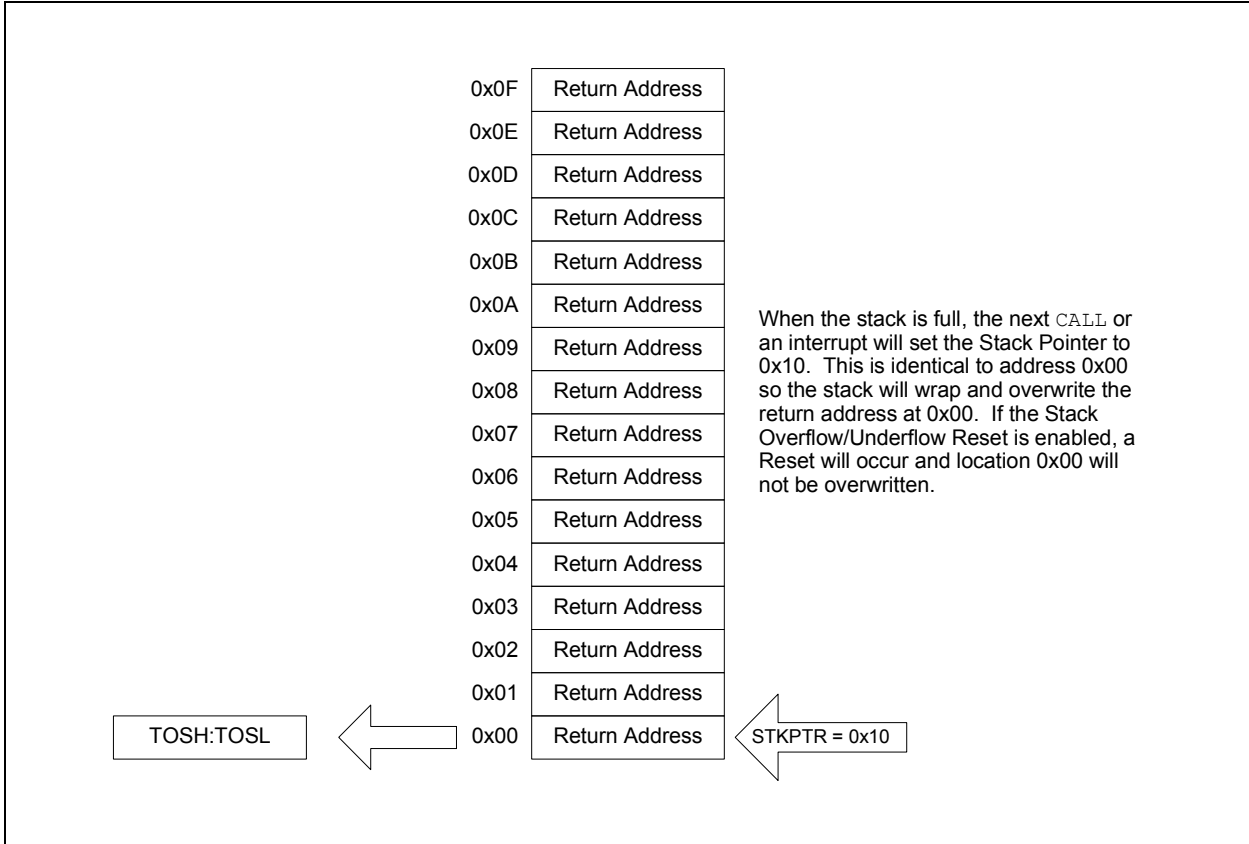 0x0F Return Address
0x0E Return Address
0x0D Return Address
0x0C Return Address
0x0B Return Address
0x0A Return Address
0x09 Return Address
0x08 Return Address
0x07 Return Address
0x06 Return Address
0x05 Return Address
0x04 Return Address
0x03 Return Address
0x02 Return Address
0x01 Return Address
TOSH:TOSL 0x00 Return Address STKPTR = 0x10
When the stack is full, the next CALL or
an interrupt will set the Stack Pointer to
0x10. This is identical to address 0x00
so the stack will wrap and overwrite the
return address at 0x00. If the Stack
Overflow/Underflow Reset is enabled, a
Reset will occur and location 0x00 will
not be overwritten.